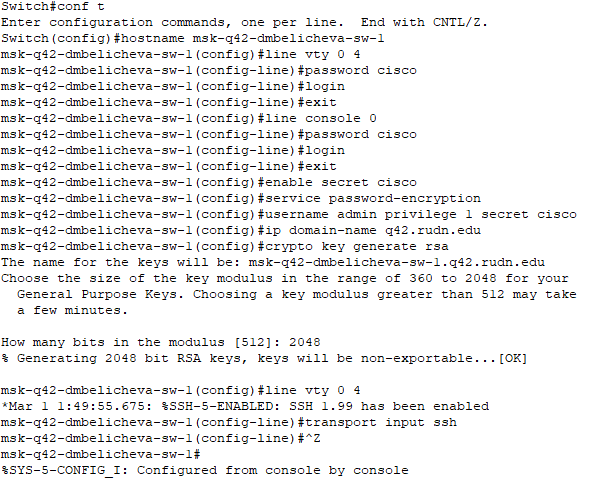 Switch#conf t
Enter configuration commands, one per line.  End with CNTL/Z.
Switch(config)#hostname msk-q42-dmbelicheva-sw-1
msk-q42-dmbelicheva-sw-1(config)#line vty 0 4
msk-q42-dmbelicheva-sw-1(config-line)#password cisco
msk-q42-dmbelicheva-sw-1(config-line)#login
msk-q42-dmbelicheva-sw-1(config-line)#exit
msk-q42-dmbelicheva-sw-1(config)#line console 0
msk-q42-dmbelicheva-sw-1(config-line)#password cisco
msk-q42-dmbelicheva-sw-1(config-line)#login
msk-q42-dmbelicheva-sw-1(config-line)#exit
msk-q42-dmbelicheva-sw-1(config)#enable secret cisco
msk-q42-dmbelicheva-sw-1(config)#service password-encryption
msk-q42-dmbelicheva-sw-1(config)#username admin privilege 1 secret cisco
msk-q42-dmbelicheva-sw-1(config)#ip domain-name q42.rudn.edu
msk-q42-dmbelicheva-sw-1(config)#crypto key generate rsa
The name for the keys will be: msk-q42-dmbelicheva-sw-1.q42.rudn.edu
Choose the size of the key modulus in the range of 360 to 2048 for your
  General Purpose Keys. Choosing a key modulus greater than 512 may take
  a few minutes.

How many bits in the modulus [512]: 2048
% Generating 2048 bit RSA keys, keys will be non-exportable...[OK]

msk-q42-dmbelicheva-sw-1(config)#line vty 0 4
*Mar 1 1:49:55.675: %SSH-5-ENABLED: SSH 1.99 has been enabled
msk-q42-dmbelicheva-sw-1(config-line)#transport input ssh
msk-q42-dmbelicheva-sw-1(config-line)#^Z
msk-q42-dmbelicheva-sw-1#
%SYS-5-CONFIG_I: Configured from console by console